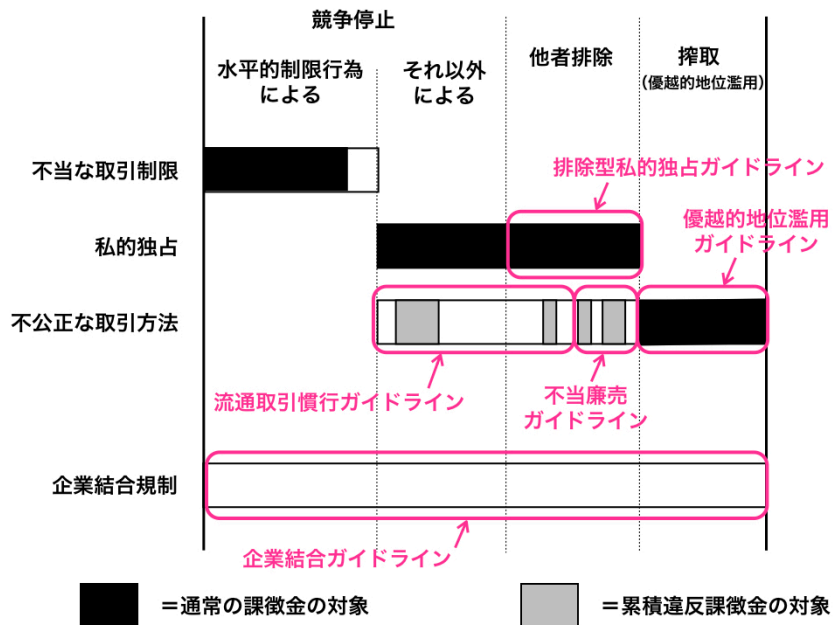 競争停止
水平的制限行為
による
それ以外
による
他者排除
搾取
(優越的地位濫用)
不当な取引制限
排除型私的独占ガイドライン
私的独占
優越的地位濫用
ガイドライン
不公正な取引方法
流通取引慣行ガイドライン
不当廉売
ガイドライン
企業結合規制
企業結合ガイドライン
=通常の課徴金の対象
=累積違反課徴金の対象